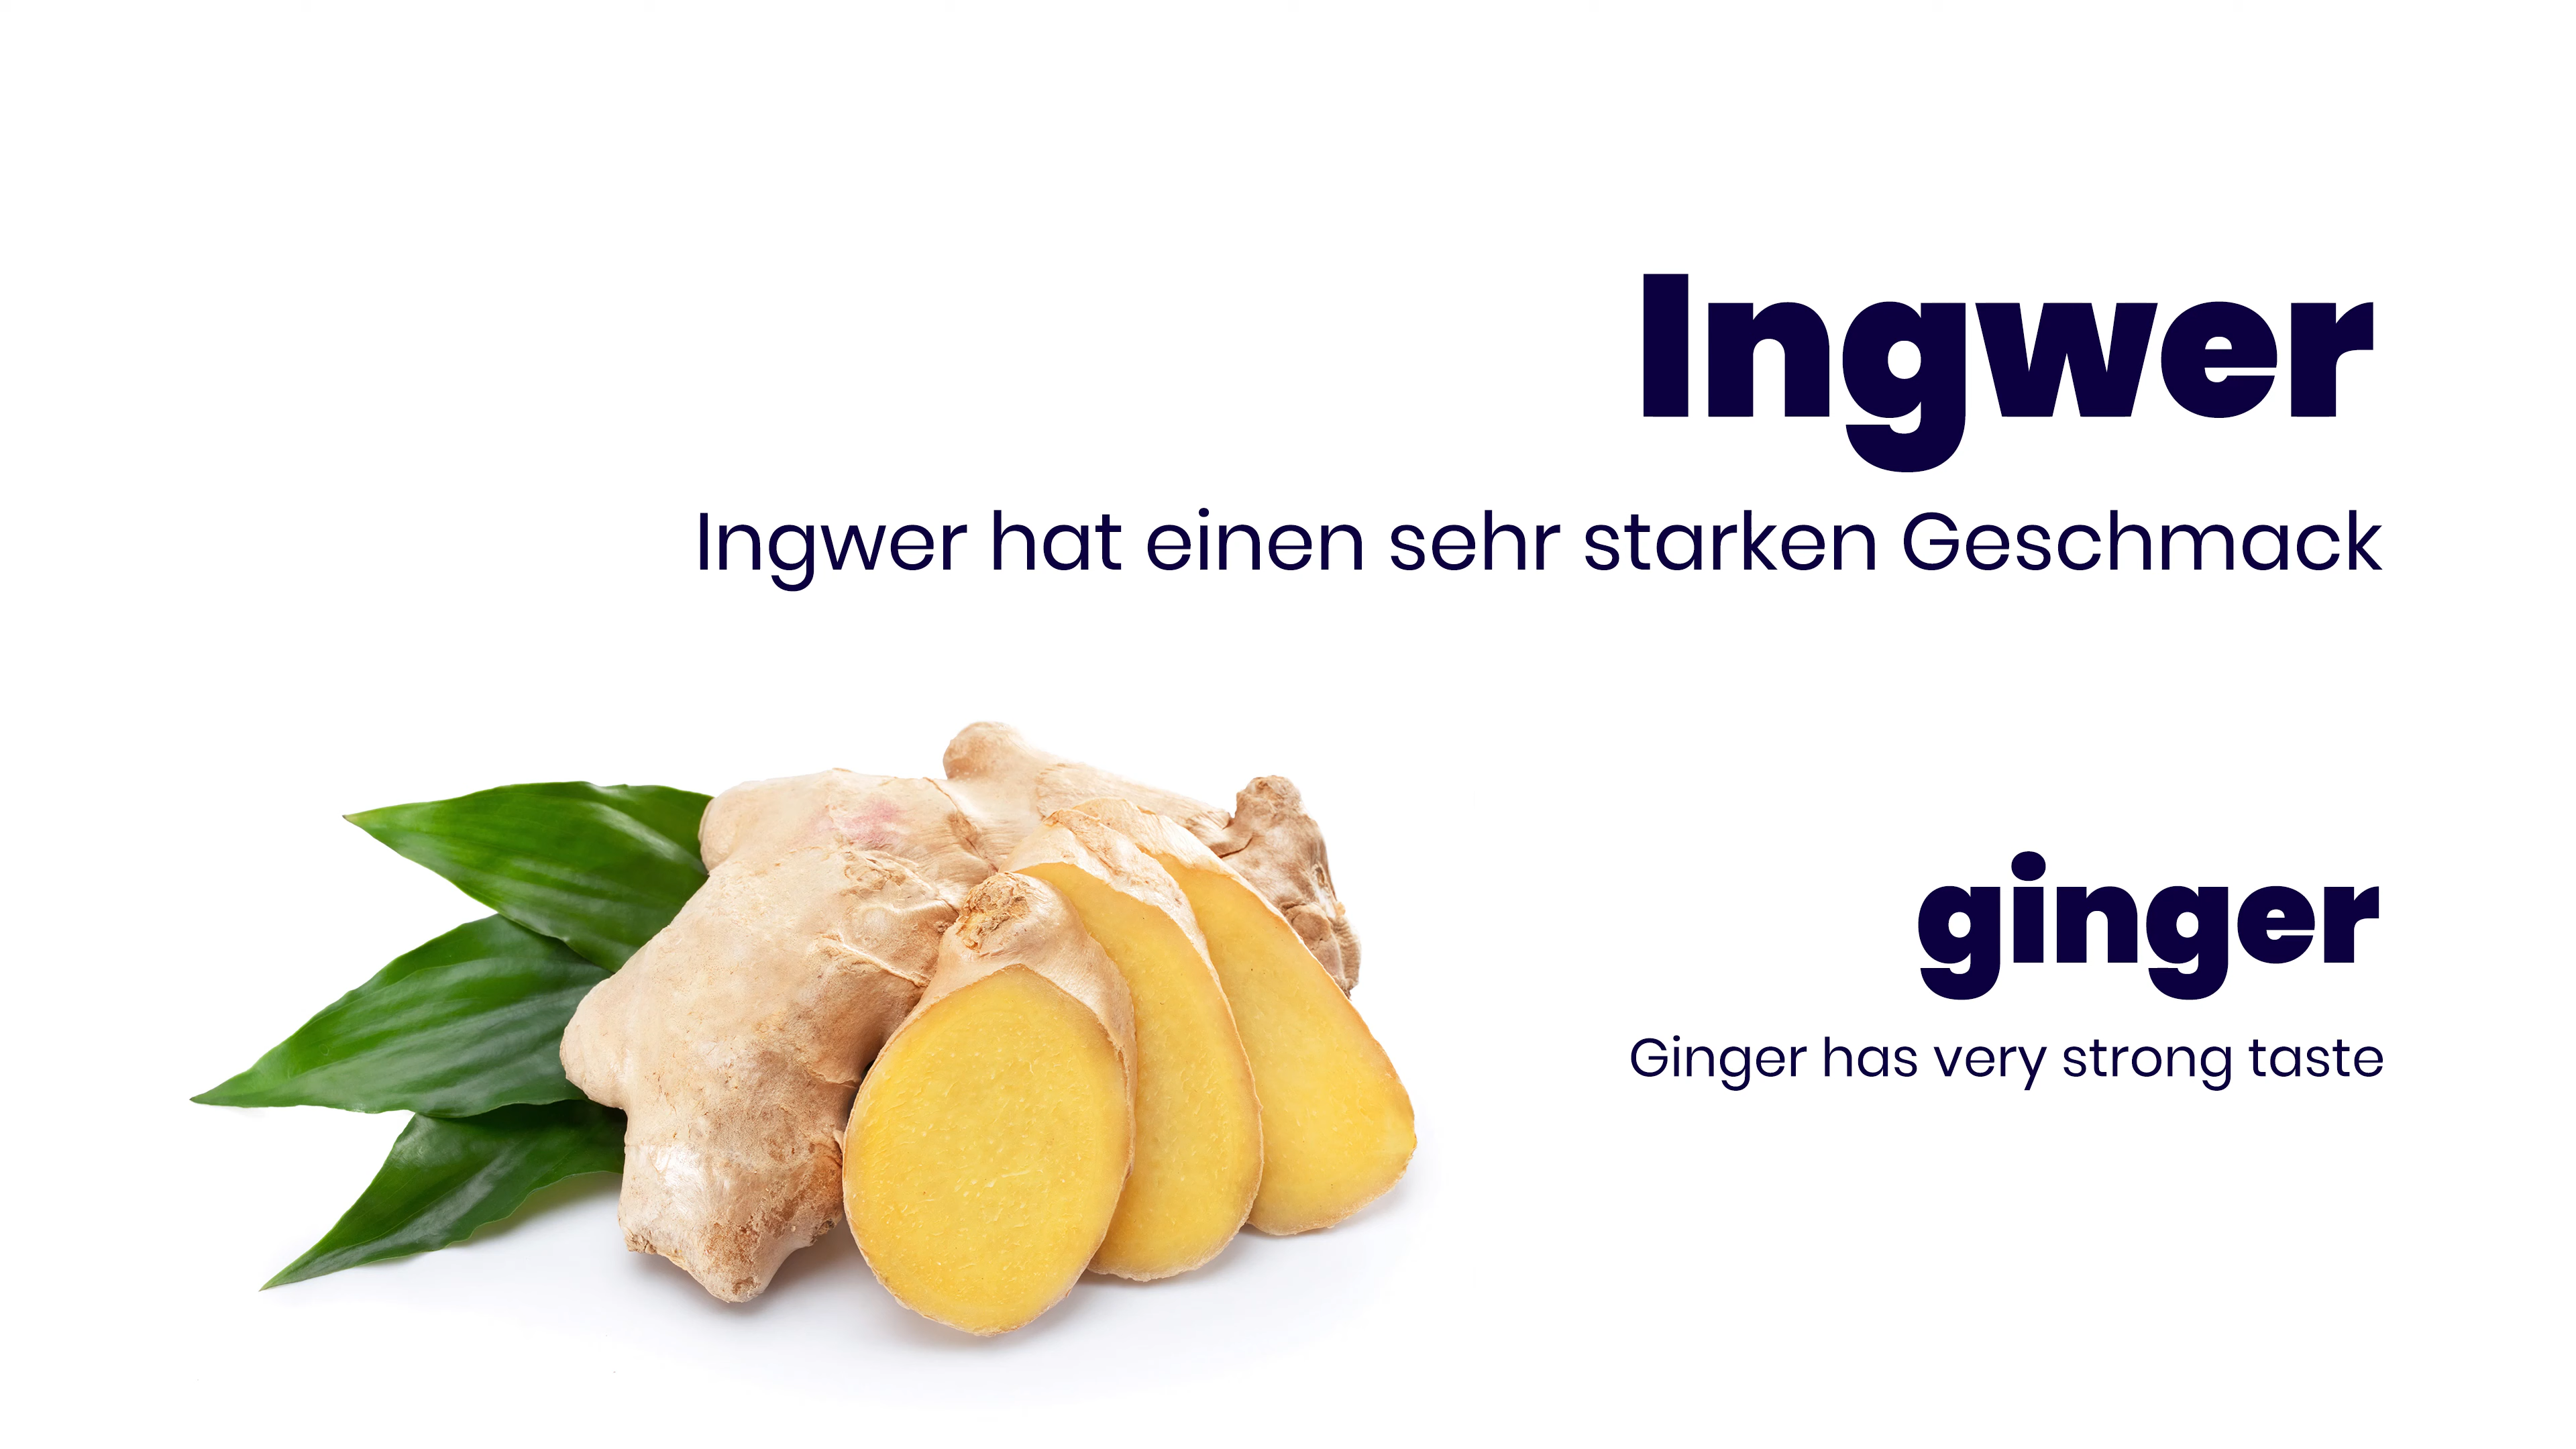 Ingwer
Ingwer hat einen sehr starken Geschmack
ginger
Ginger has very strong taste